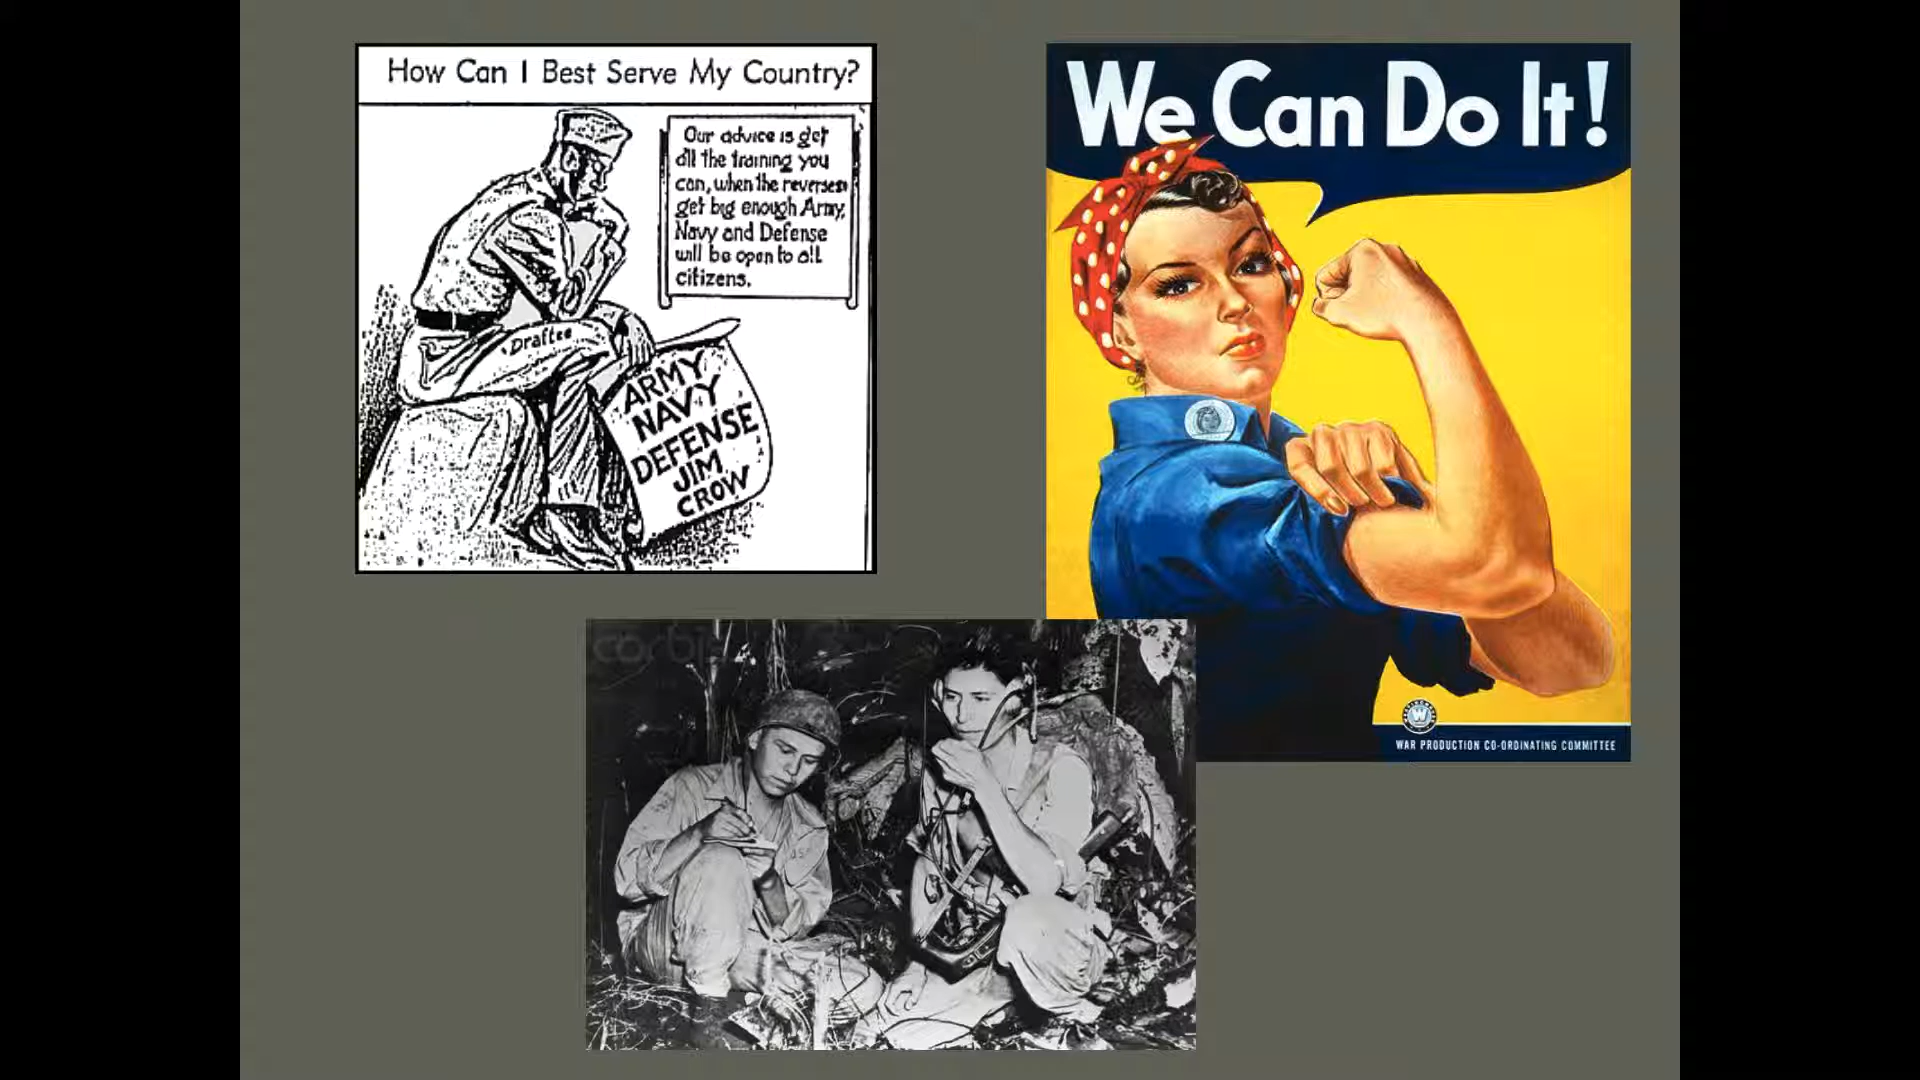 How Can I Best Serve My Country?
Our advice is get
all the training you
can, when the reverses
get big enough Army,
Navy and Defense
will be open to all
citizens.
Draftee
ARMY
NAVY
DEFENSE
JIM
CROW
We Can Do It!
W
WAR PRODUCTION CO-ORDINATING COMMITTEE
corbis